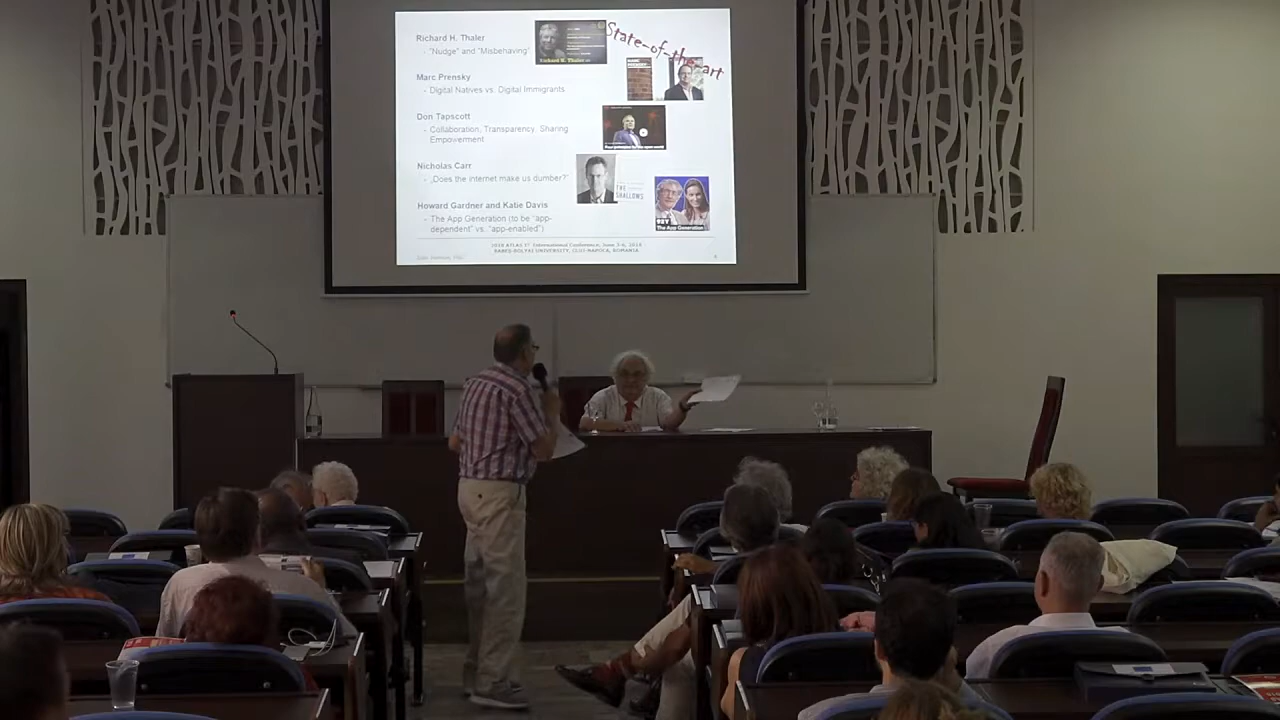 State-of-the-art
Richard H. Thaler
- "Nudge" and "Misbehaving"
Richard H. Thaler
Marc Prensky
- Digital Natives vs. Digital Immigrants
Don Tapscott
- Collaboration, Transparency, Sharing
Empowerment
Nicholas Carr
- „Does the internet make us dumber?"
THE
SHALLOWS
Howard Gardner and Katie Davis
- The App Generation (to be "app-
dependent" vs. "app-enabled")
The App Generation
2018 ATLAS T³ International Conference, June 3-6, 2018
BABES-BOLYAI UNIVERSITY, CLUJ-NAPOCA, ROMANIA